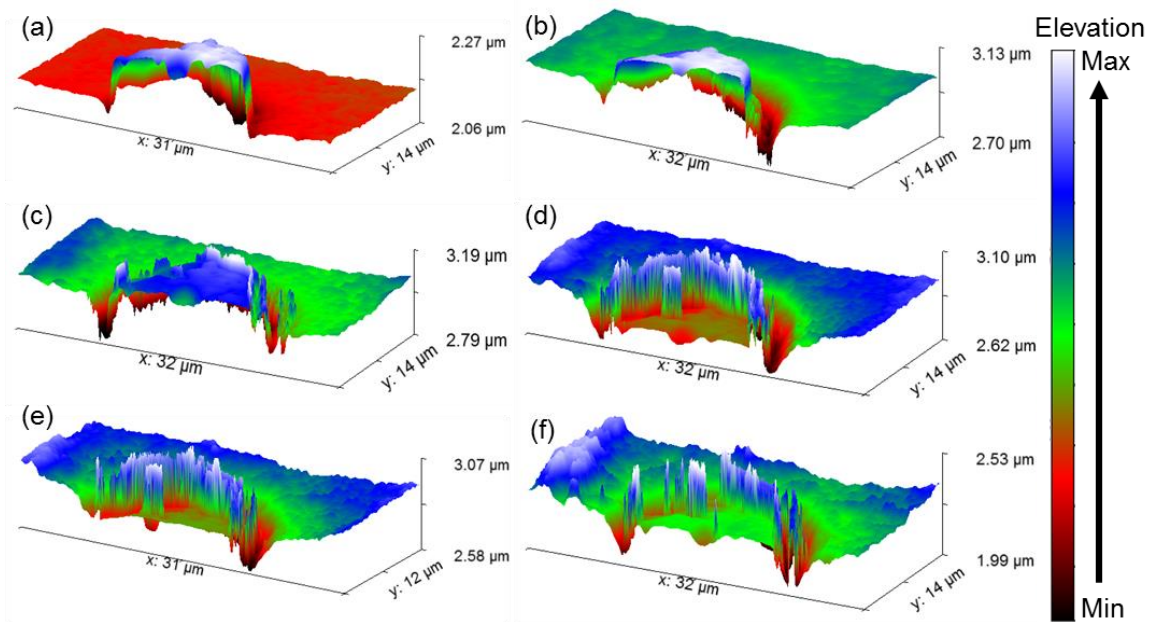 (a)
2.27 µm
2.06 µm
x: 31 µm
y: 14 µm
(b)
3.13 µm
2.70 µm
x: 32 µm
y: 14 µm
Elevation
Max
Min
(c)
3.19 µm
2.79 µm
x: 32 µm
y: 14 µm
(d)
3.10 µm
2.62 µm
x: 32 µm
y: 14 µm
(e)
3.07 µm
2.58 µm
x: 31 µm
y: 12 µm
(f)
2.53 µm
1.99 µm
x: 32 µm
y: 14 µm